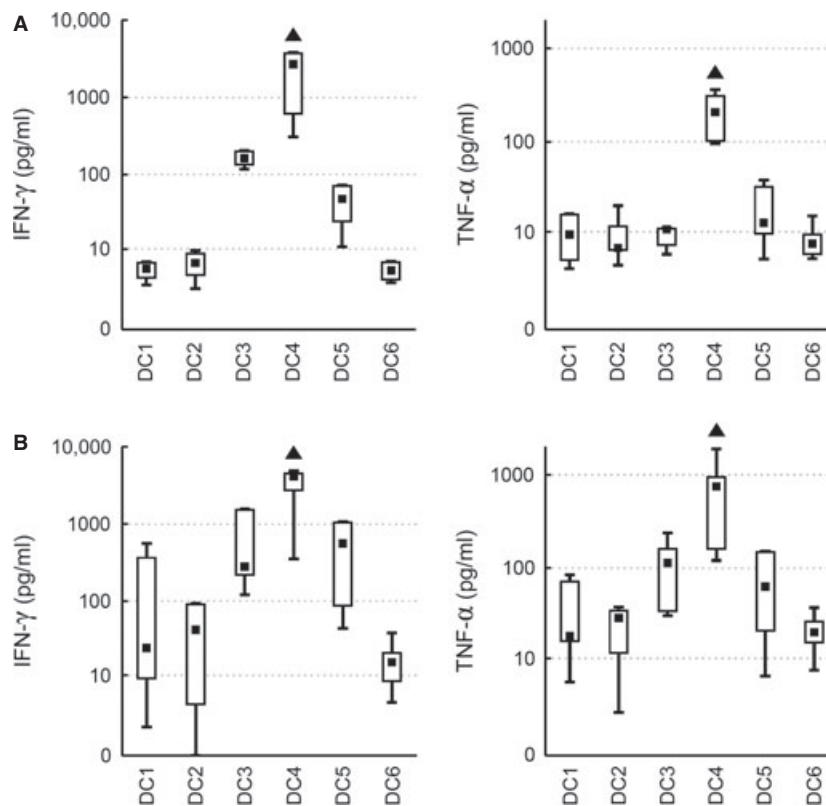 A
IFN-γ (pg/ml)
10,000
1000
100
10
0
DC1
DC2
DC3
DC4
DC5
DC6
TNF-α (pg/ml)
1000
100
10
0
DC1
DC2
DC3
DC4
DC5
DC6
B
IFN-γ (pg/ml)
10,000
1000
100
10
0
DC1
DC2
DC3
DC4
DC5
DC6
TNF-α (pg/ml)
1000
100
10
0
DC1
DC2
DC3
DC4
DC5
DC6